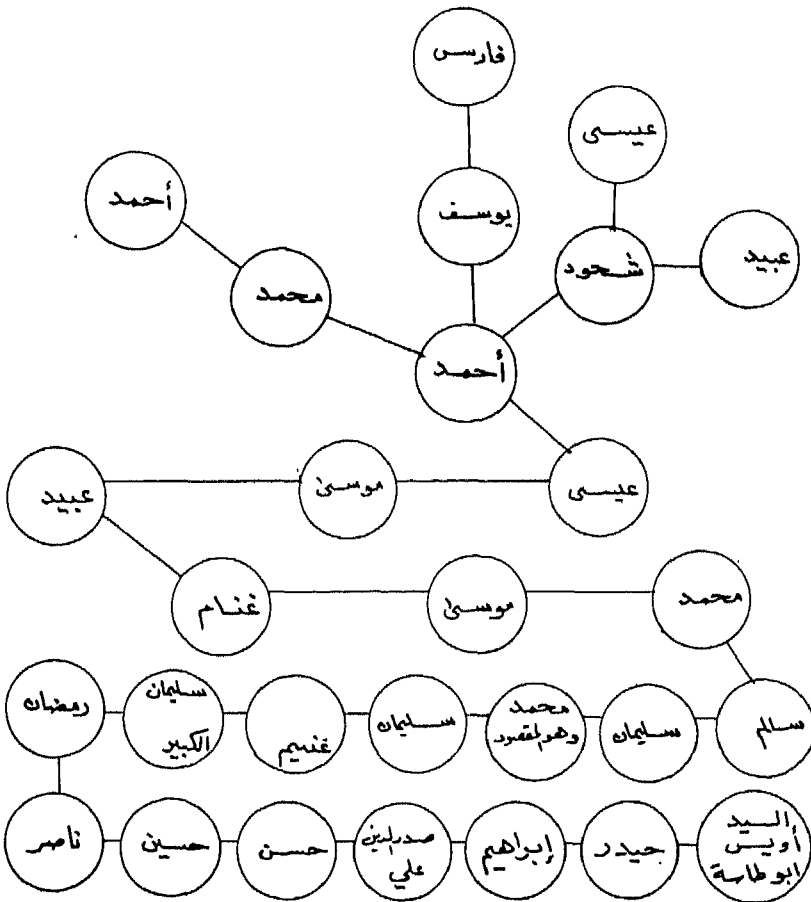 فارس
عيسى
أحمد
يوسف
عبيد
شحود
محمد
أحمد
عيسى
موسى
عبيد
محمد
موسى
غنام
سالم
سليمان
محمد
وهو المقصود
سليمان
غنيم
سليمان
الكبير
رمضان
السيد
أويس
ابو طاسة
حيدر
إبراهيم
صدر الدين
علي
حسن
حسين
ناصر